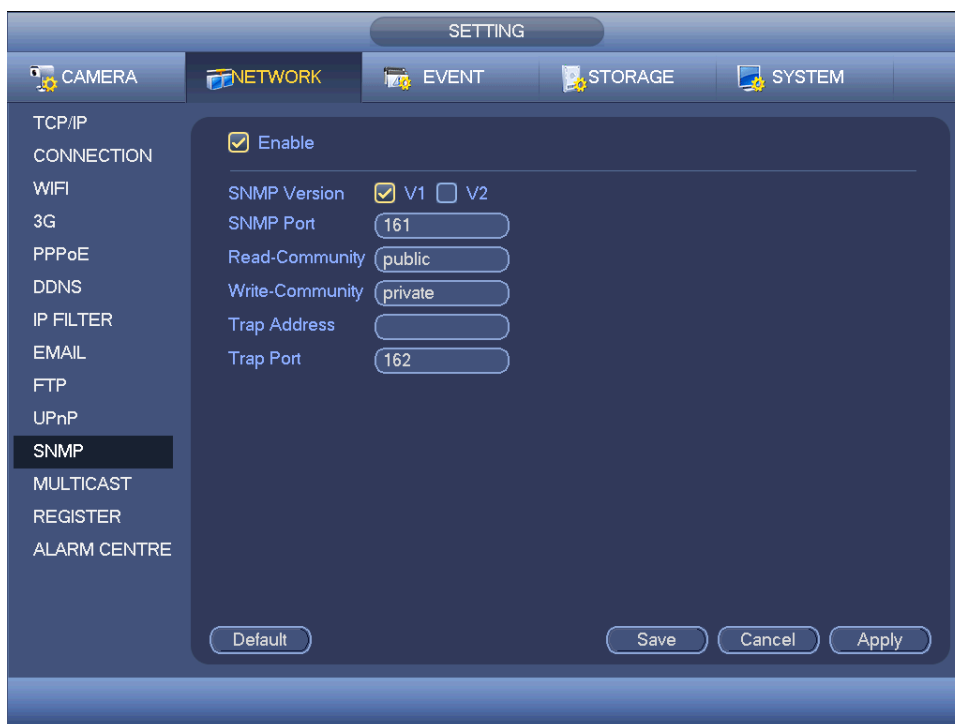 SETTING
CAMERA NETWORK EVENT STORAGE SYSTEM
TCP/IP
CONNECTION
WIFI
3G
PPPoE
DDNS
IP FILTER
EMAIL
FTP
UPnP
SNMP
MULTICAST
REGISTER
ALARM CENTRE
Enable
SNMP Version V1 V2
SNMP Port 161
Read-Community public
Write-Community private
Trap Address
Trap Port 162
Default Save Cancel Apply